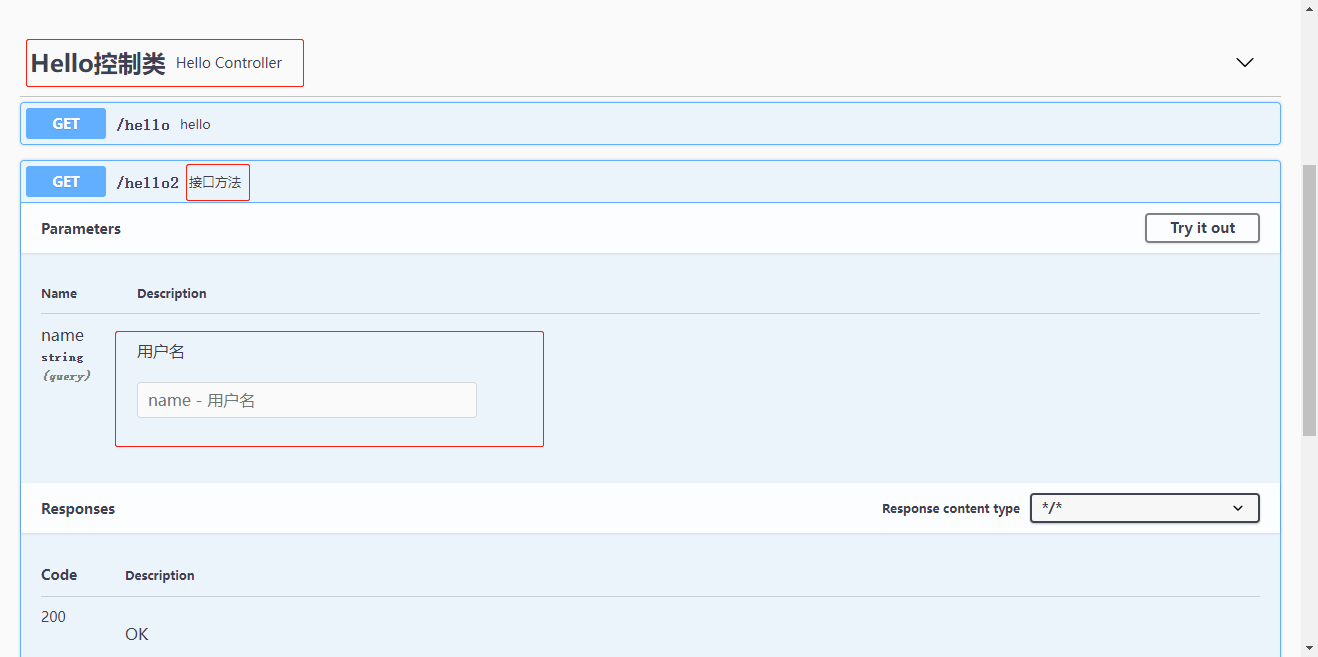 Hello控制类 Hello Controller
GET /hello hello
GET /hello2 接口方法
Parameters Try it out
Name Description
name
string
(query)
用户名
name - 用户名
Responses Response content type */*
Code Description
200
OK